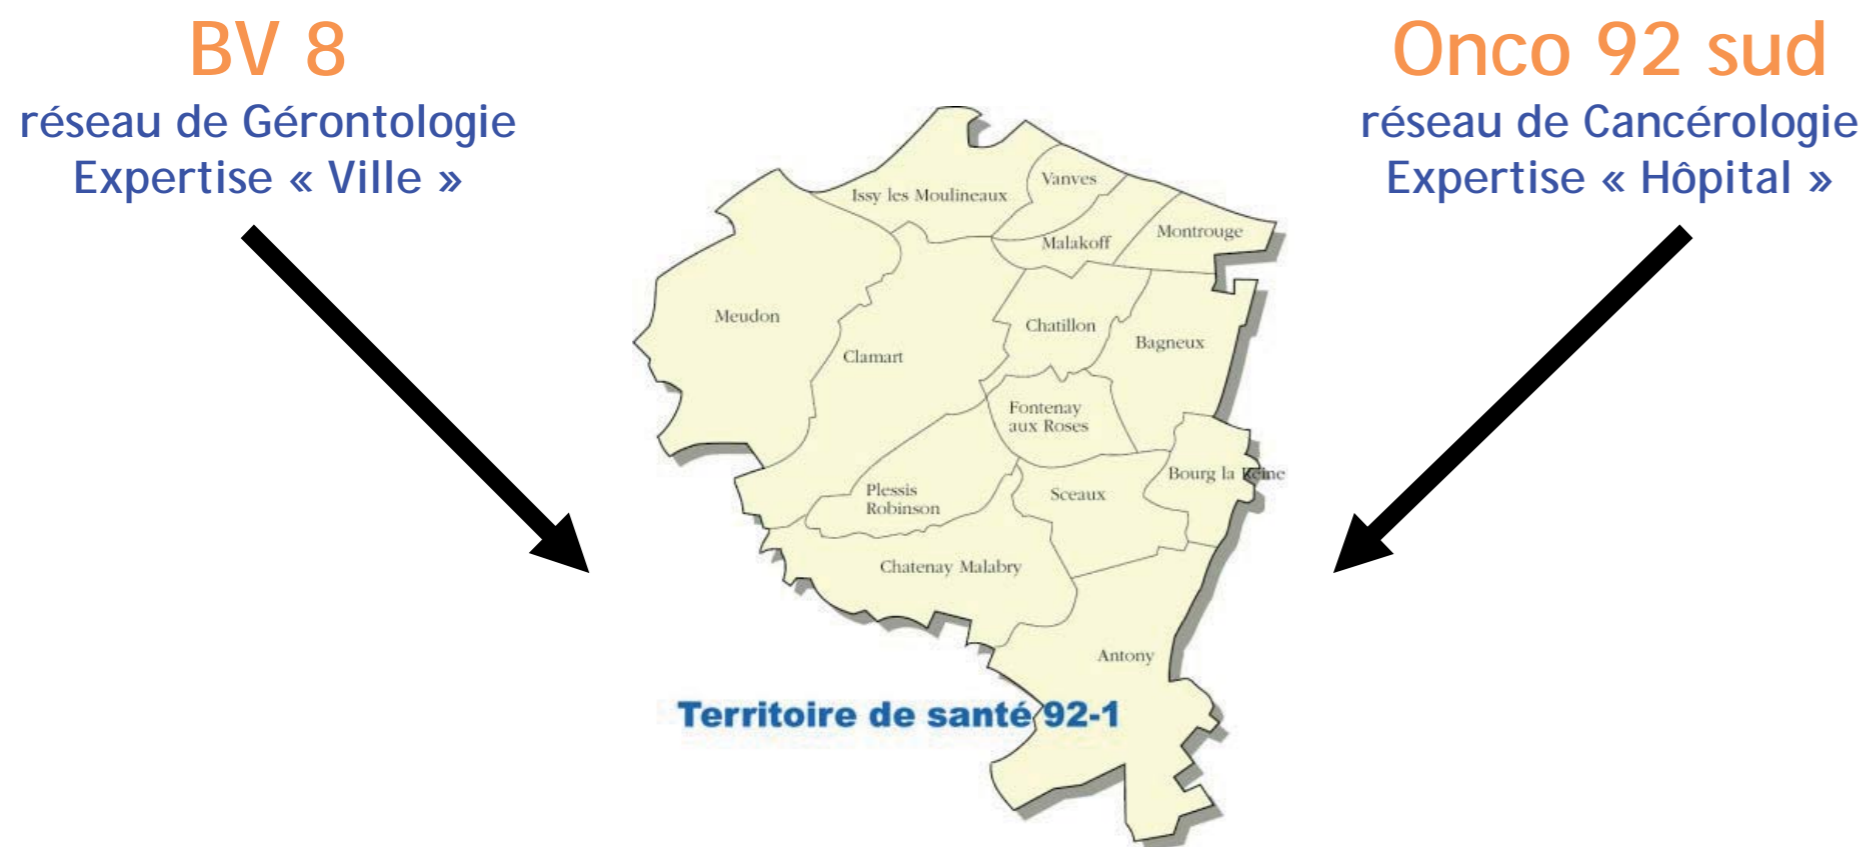 BV 8
réseau de Gérontologie
Expertise « Ville »
Onco 92 sud
réseau de Cancérologie
Expertise « Hôpital »
Issy les Moulineaux
Vanves
Malakoff
Montrouge
Meudon
Clamart
Chatillon
Bagneux
Fontenay
aux Roses
Bourg la Reine
Plessis
Robinson
Sceaux
Chatenay Malabry
Antony
Territoire de santé 92-1